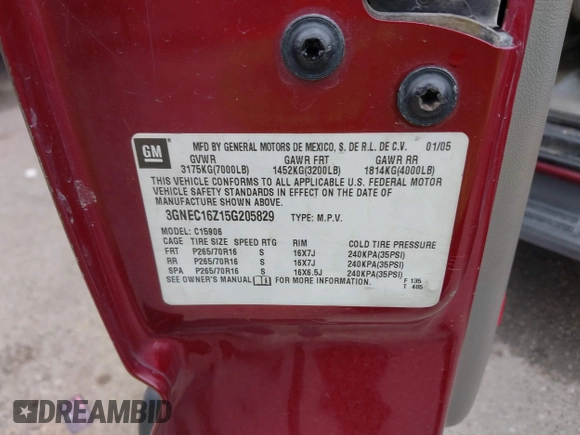 GM
MFD BY GENERAL MOTORS DE MEXICO, S. DE R.L. DE C.V. 01/05
GVWR GAWR FRT GAWR RR
3175KG(7000LB) 1452KG(3200LB) 1814KG(4000LB)
THIS VEHICLE CONFORMS TO ALL APPLICABLE U.S. FEDERAL MOTOR
VEHICLE SAFETY STANDARDS IN EFFECT ON THE DATE OF
MANUFACTURE SHOWN ABOVE.
3GNEC16Z15G205829 TYPE: M.P.V.
MODEL: C15906
CAGE TIRE SIZE SPEED RTG RIM COLD TIRE PRESSURE
FRT P265/70R16 S 16X7J 240KPA(35PSI)
RR P265/70R16 S 16X7J 240KPA(35PSI)
SPA P265/70R16 S 16X6.5J 240KPA(35PSI)
SEE OWNER'S MANUAL FOR MORE INFORMATION. F 135
T 485
DREAMBID